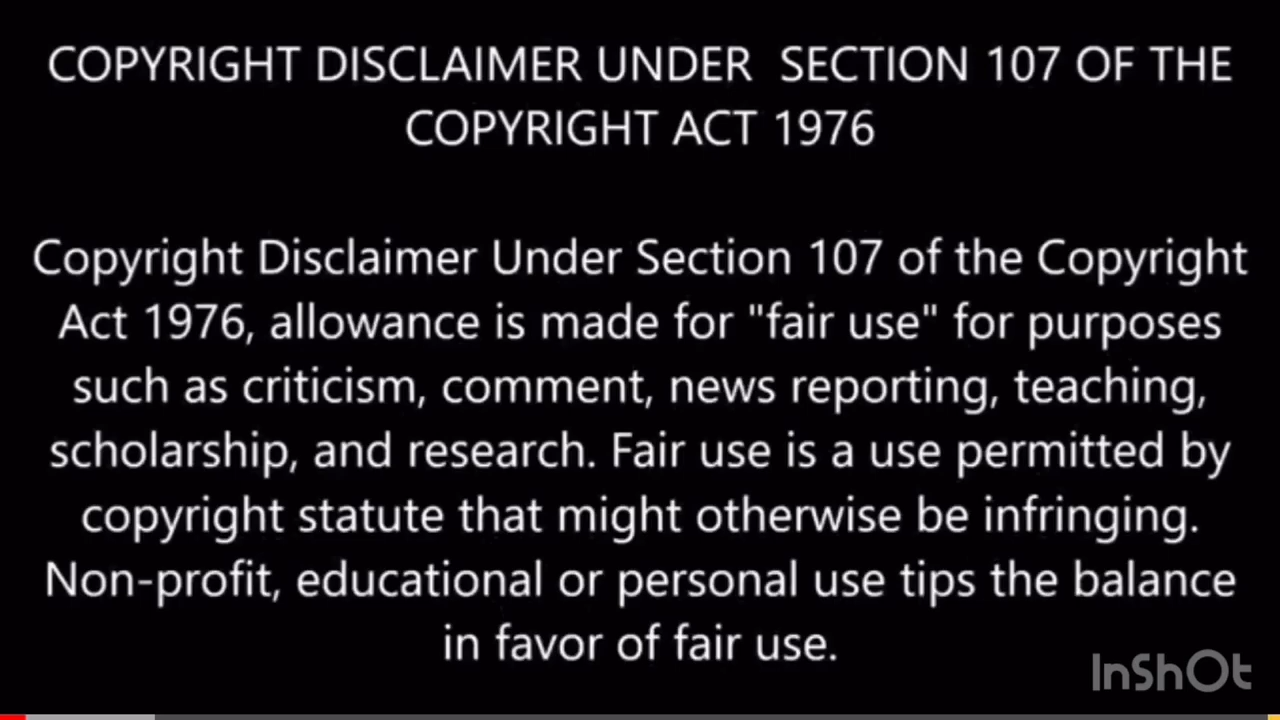 COPYRIGHT DISCLAIMER UNDER SECTION 107 OF THE
COPYRIGHT ACT 1976
Copyright Disclaimer Under Section 107 of the Copyright
Act 1976, allowance is made for "fair use" for purposes
such as criticism, comment, news reporting, teaching,
scholarship, and research. Fair use is a use permitted by
copyright statute that might otherwise be infringing.
Non-profit, educational or personal use tips the balance
in favor of fair use.
InShOt